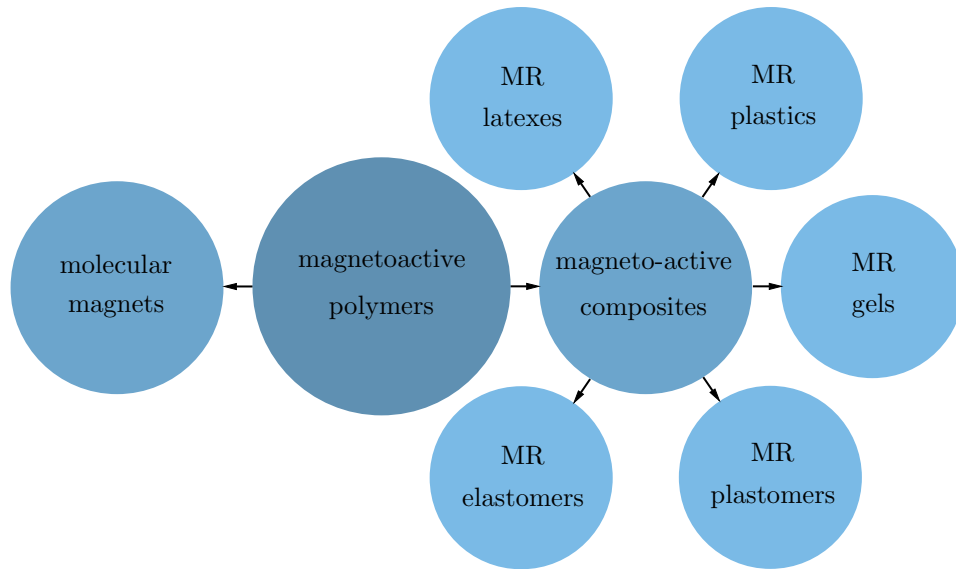 MR
latexes
MR
plastics
molecular
magnets
magnetoactive
polymers
magneto-active
composites
MR
gels
MR
elastomers
MR
plastomers